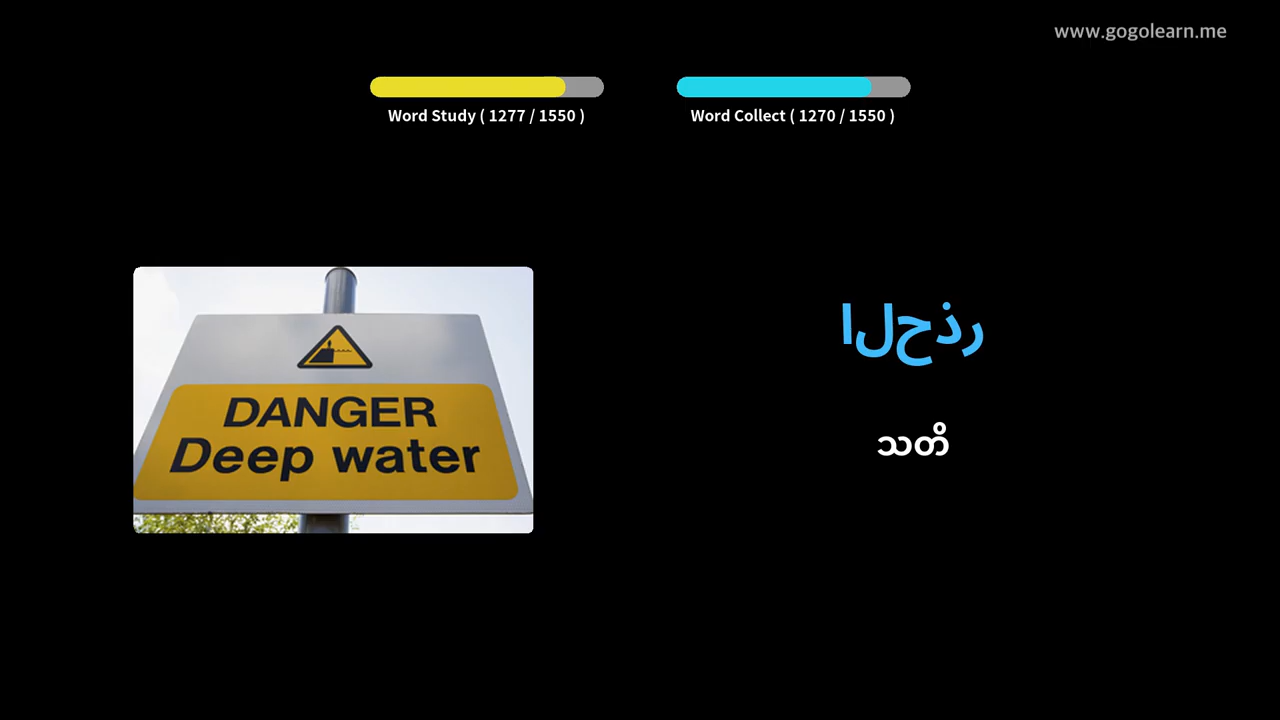 www.gogolearn.me
Word Study ( 1277 / 1550 )
Word Collect ( 1270 / 1550 )
DANGER
Deep water
الحذر
သတိ